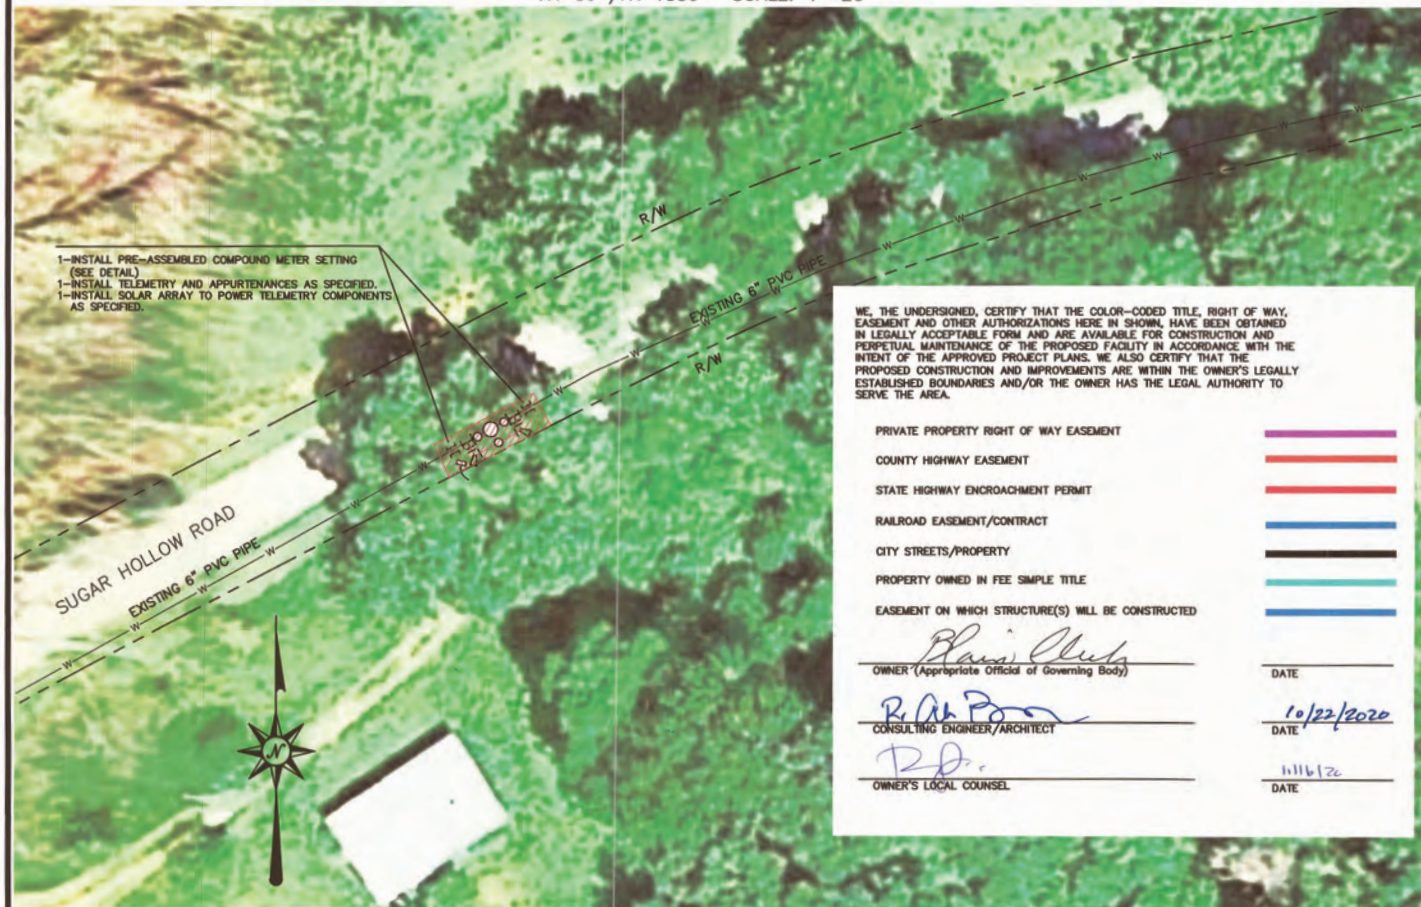 1-INSTALL PRE-ASSEMBLED COMPOUND METER SETTING
(SEE DETAIL)
1-INSTALL TELEMETRY AND APPURTENANCES AS SPECIFIED.
1-INSTALL SOLAR ARRAY TO POWER TELEMETRY COMPONENTS
AS SPECIFIED.
R/W
EXISTING 6" PVC PIPE
R/W
SUGAR HOLLOW ROAD
EXISTING 6" PVC PIPE
W W W W W W W W W W W W W W W W
N
WE, THE UNDERSIGNED, CERTIFY THAT THE COLOR-CODED TITLE, RIGHT OF WAY,
EASEMENT AND OTHER AUTHORIZATIONS HERE IN SHOWN, HAVE BEEN OBTAINED
IN LEGALLY ACCEPTABLE FORM AND ARE AVAILABLE FOR CONSTRUCTION AND
PERPETUAL MAINTENANCE OF THE PROPOSED FACILITY IN ACCORDANCE WITH THE
INTENT OF THE APPROVED PROJECT PLANS. WE ALSO CERTIFY THAT THE
PROPOSED CONSTRUCTION AND IMPROVEMENTS ARE WITHIN THE OWNER'S LEGALLY
ESTABLISHED BOUNDARIES AND/OR THE OWNER HAS THE LEGAL AUTHORITY TO
SERVE THE AREA.
PRIVATE PROPERTY RIGHT OF WAY EASEMENT
COUNTY HIGHWAY EASEMENT
STATE HIGHWAY ENCROACHMENT PERMIT
RAILROAD EASEMENT/CONTRACT
CITY STREETS/PROPERTY
PROPERTY OWNED IN FEE SIMPLE TITLE
EASEMENT ON WHICH STRUCTURE(S) WILL BE CONSTRUCTED
OWNER (Appropriate Official of Governing Body) DATE
10/22/2020
CONSULTING ENGINEER/ARCHITECT DATE
OWNER'S LOCAL COUNSEL DATE